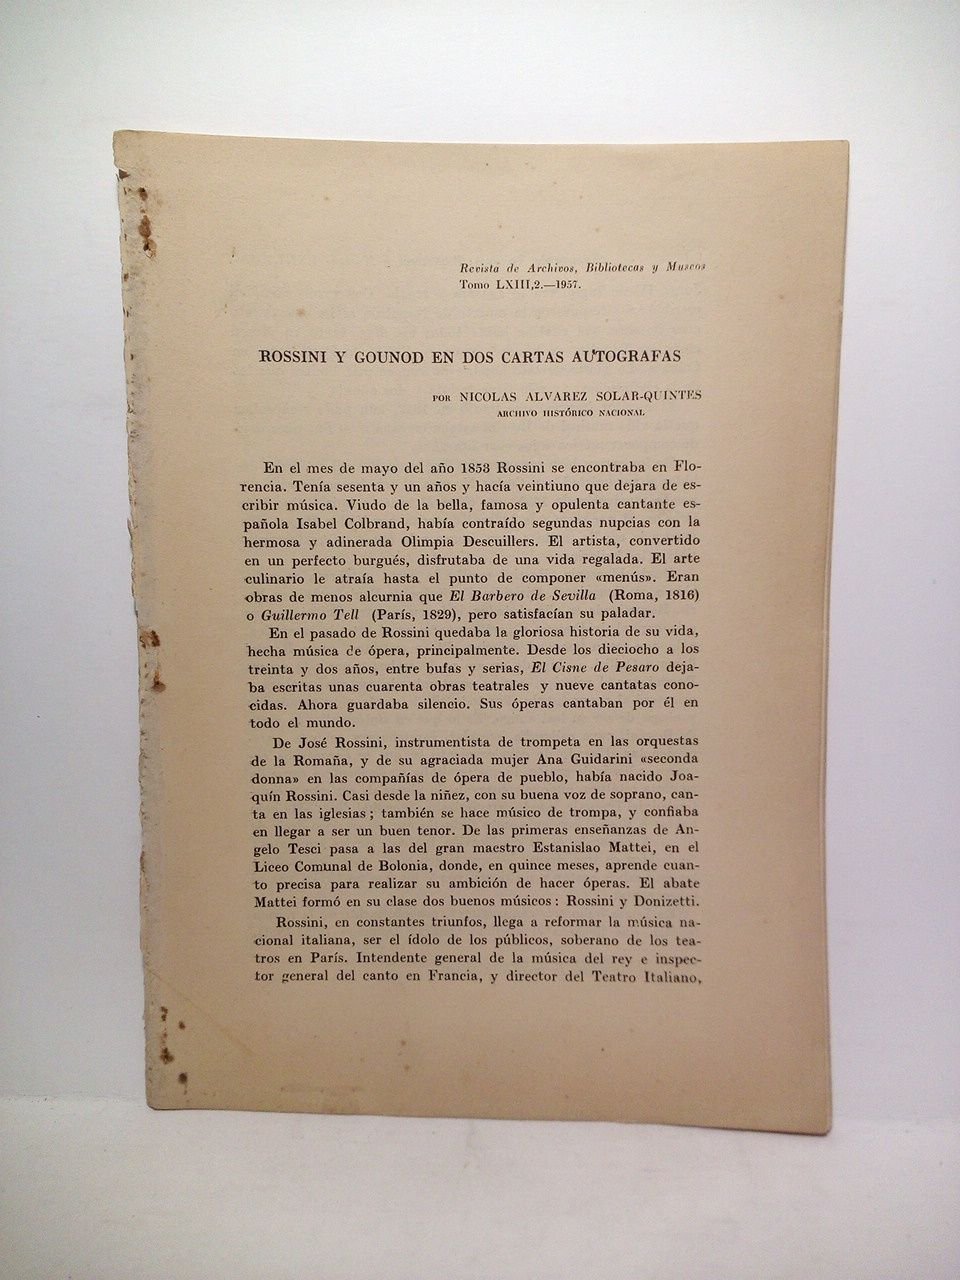 Revista de Archivos, Bibliotecas y Museos
Tomo LXIII,2.—1957.
ROSSINI Y GOUNOD EN DOS CARTAS AUTOGRAFAS
POR NICOLAS ALVAREZ SOLAR-QUINTES
ARCHIVO HISTÓRICO NACIONAL
En el mes de mayo del año 1853 Rossini se encontraba en Flo-
rencia. Tenía sesenta y un años y hacía veintiuno que dejara de es-
cribir música. Viudo de la bella, famosa y opulenta cantante es-
pañola Isabel Colbrand, había contraído segundas nupcias con la
hermosa y adinerada Olimpia Descuillers. El artista, convertido
en un perfecto burgués, disfrutaba de una vida regalada. El arte
culinario le atraía hasta el punto de componer «menús». Eran
obras de menos alcurnia que El Barbero de Sevilla (Roma, 1816)
o Guillermo Tell (París, 1829), pero satisfacían su paladar.
En el pasado de Rossini quedaba la gloriosa historia de su vida,
hecha música de ópera, principalmente. Desde los dieciocho a los
treinta y dos años, entre bufas y serias, El Cisne de Pesaro deja-
ba escritas unas cuarenta obras teatrales y nueve cantatas cono-
cidas. Ahora guardaba silencio. Sus óperas cantaban por él en
todo el mundo.
De José Rossini, instrumentista de trompeta en las orquestas
de la Romaña, y de su agraciada mujer Ana Guidarini «seconda
donna» en las compañías de ópera de pueblo, había nacido Joa-
quín Rossini. Casi desde la niñez, con su buena voz de soprano, can-
ta en las iglesias; también se hace músico de trompa, y confiaba
en llegar a ser un buen tenor. De las primeras enseñanzas de An-
gelo Tesci pasa a las del gran maestro Estanislao Mattei, en el
Liceo Comunal de Bolonia, donde, en quince meses, aprende cuan-
to precisa para realizar su ambición de hacer óperas. El abate
Mattei formó en su clase dos buenos músicos: Rossini y Donizetti.
Rossini, en constantes triunfos, llega a reformar la música na-
cional italiana, ser el ídolo de los públicos, soberano de los tea-
tros en París. Intendente general de la música del rey e inspec-
tor general del canto en Francia, y director del Teatro Italiano,